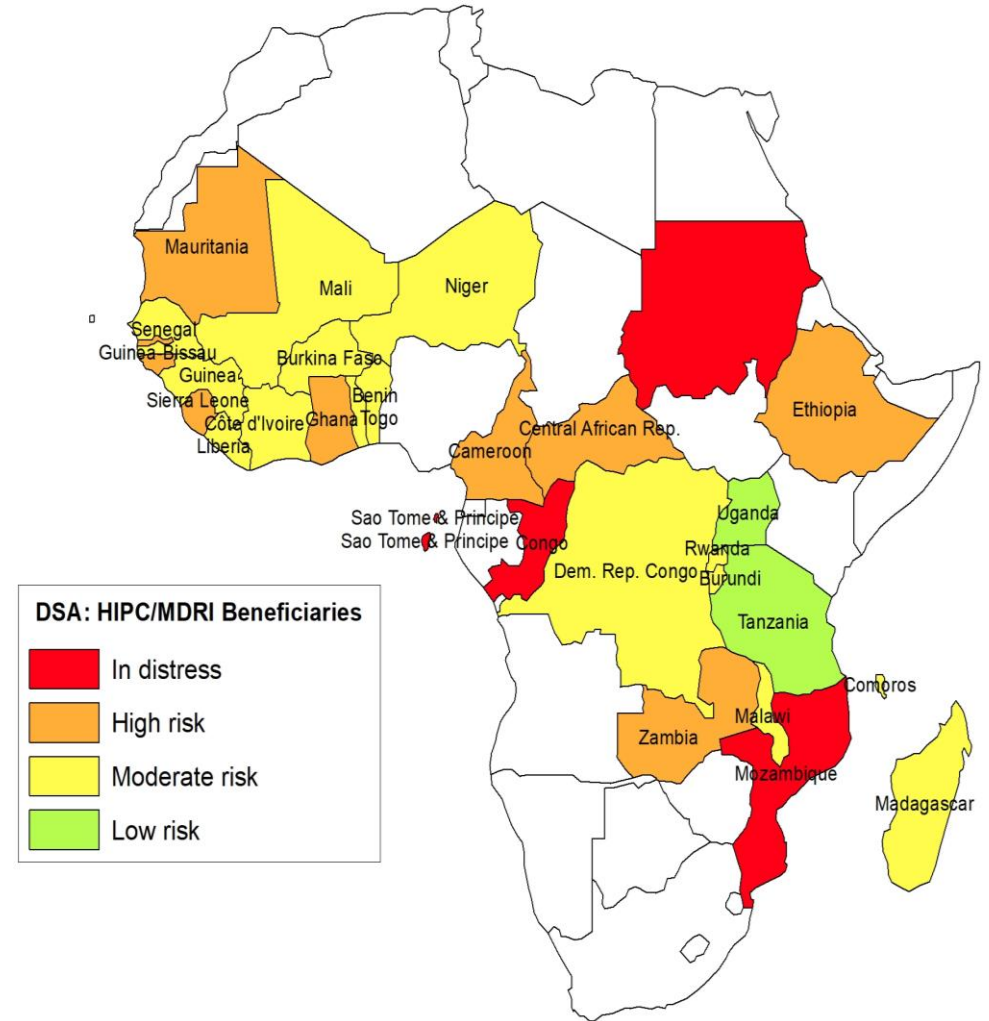 Mauritania
Mali
Niger
Senegal
Guinea-Bissau
Guinea
Burkina Faso
Sierra Leone
Benin
Côte d'Ivoire
Ghana
Togo
Liberia
Ethiopia
Central African Rep.
Cameroon
Sao Tome & Principe
Sao Tome & Principe
Congo
Uganda
Rwanda
Dem. Rep. Congo
Burundi
Tanzania
Comoros
Malawi
Zambia
Mozambique
Madagascar
DSA: HIPC/MDRI Beneficiaries
In distress
High risk
Moderate risk
Low risk